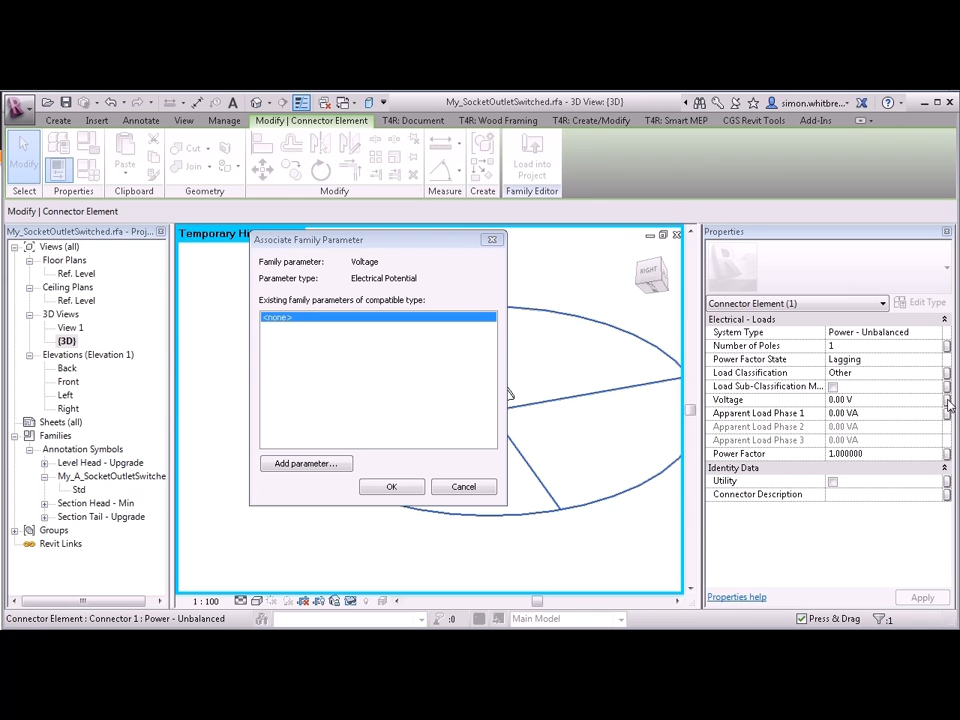 My_SocketOutletSwitched.rfa - 3D View: {3D}
simon.whitbre...
Create Insert Annotate View Manage Modify | Connector Element T4R: Document T4R: Wood Framing T4R: Create/Modify T4R: Smart MEP CGS Revit Tools Add-Ins
Modify
Paste
Cut
Join
Load into
Project
Select Properties Clipboard Geometry Modify Measure Create Family Editor
Modify | Connector Element
My_SocketOutletSwitched.rfa - Proj...
Views (all)
Floor Plans
Ref. Level
Ceiling Plans
Ref. Level
3D Views
View 1
{3D}
Elevations (Elevation 1)
Back
Front
Left
Right
Sheets (all)
Families
Annotation Symbols
Level Head - Upgrade
My_A_SocketOutletSwitche
Std
Section Head - Min
Section Tail - Upgrade
Groups
Revit Links
Temporary Hi
Associate Family Parameter
Family parameter: Voltage
Parameter type: Electrical Potential
Existing family parameters of compatible type:
<none>
Add parameter...
OK Cancel
RIGHT
1 : 100
Properties
Connector Element (1)
Edit Type
Electrical - Loads
System Type Power - Unbalanced
Number of Poles 1
Power Factor State Lagging
Load Classification Other
Load Sub-Classification M...
Voltage 0.00 V
Apparent Load Phase 1 0.00 VA
Apparent Load Phase 2 0.00 VA
Apparent Load Phase 3 0.00 VA
Power Factor 1.000000
Identity Data
Utility
Connector Description
Properties help
Apply
Connector Element : Connector 1 : Power - Unbalanced
:0
Main Model
Press & Drag
:1